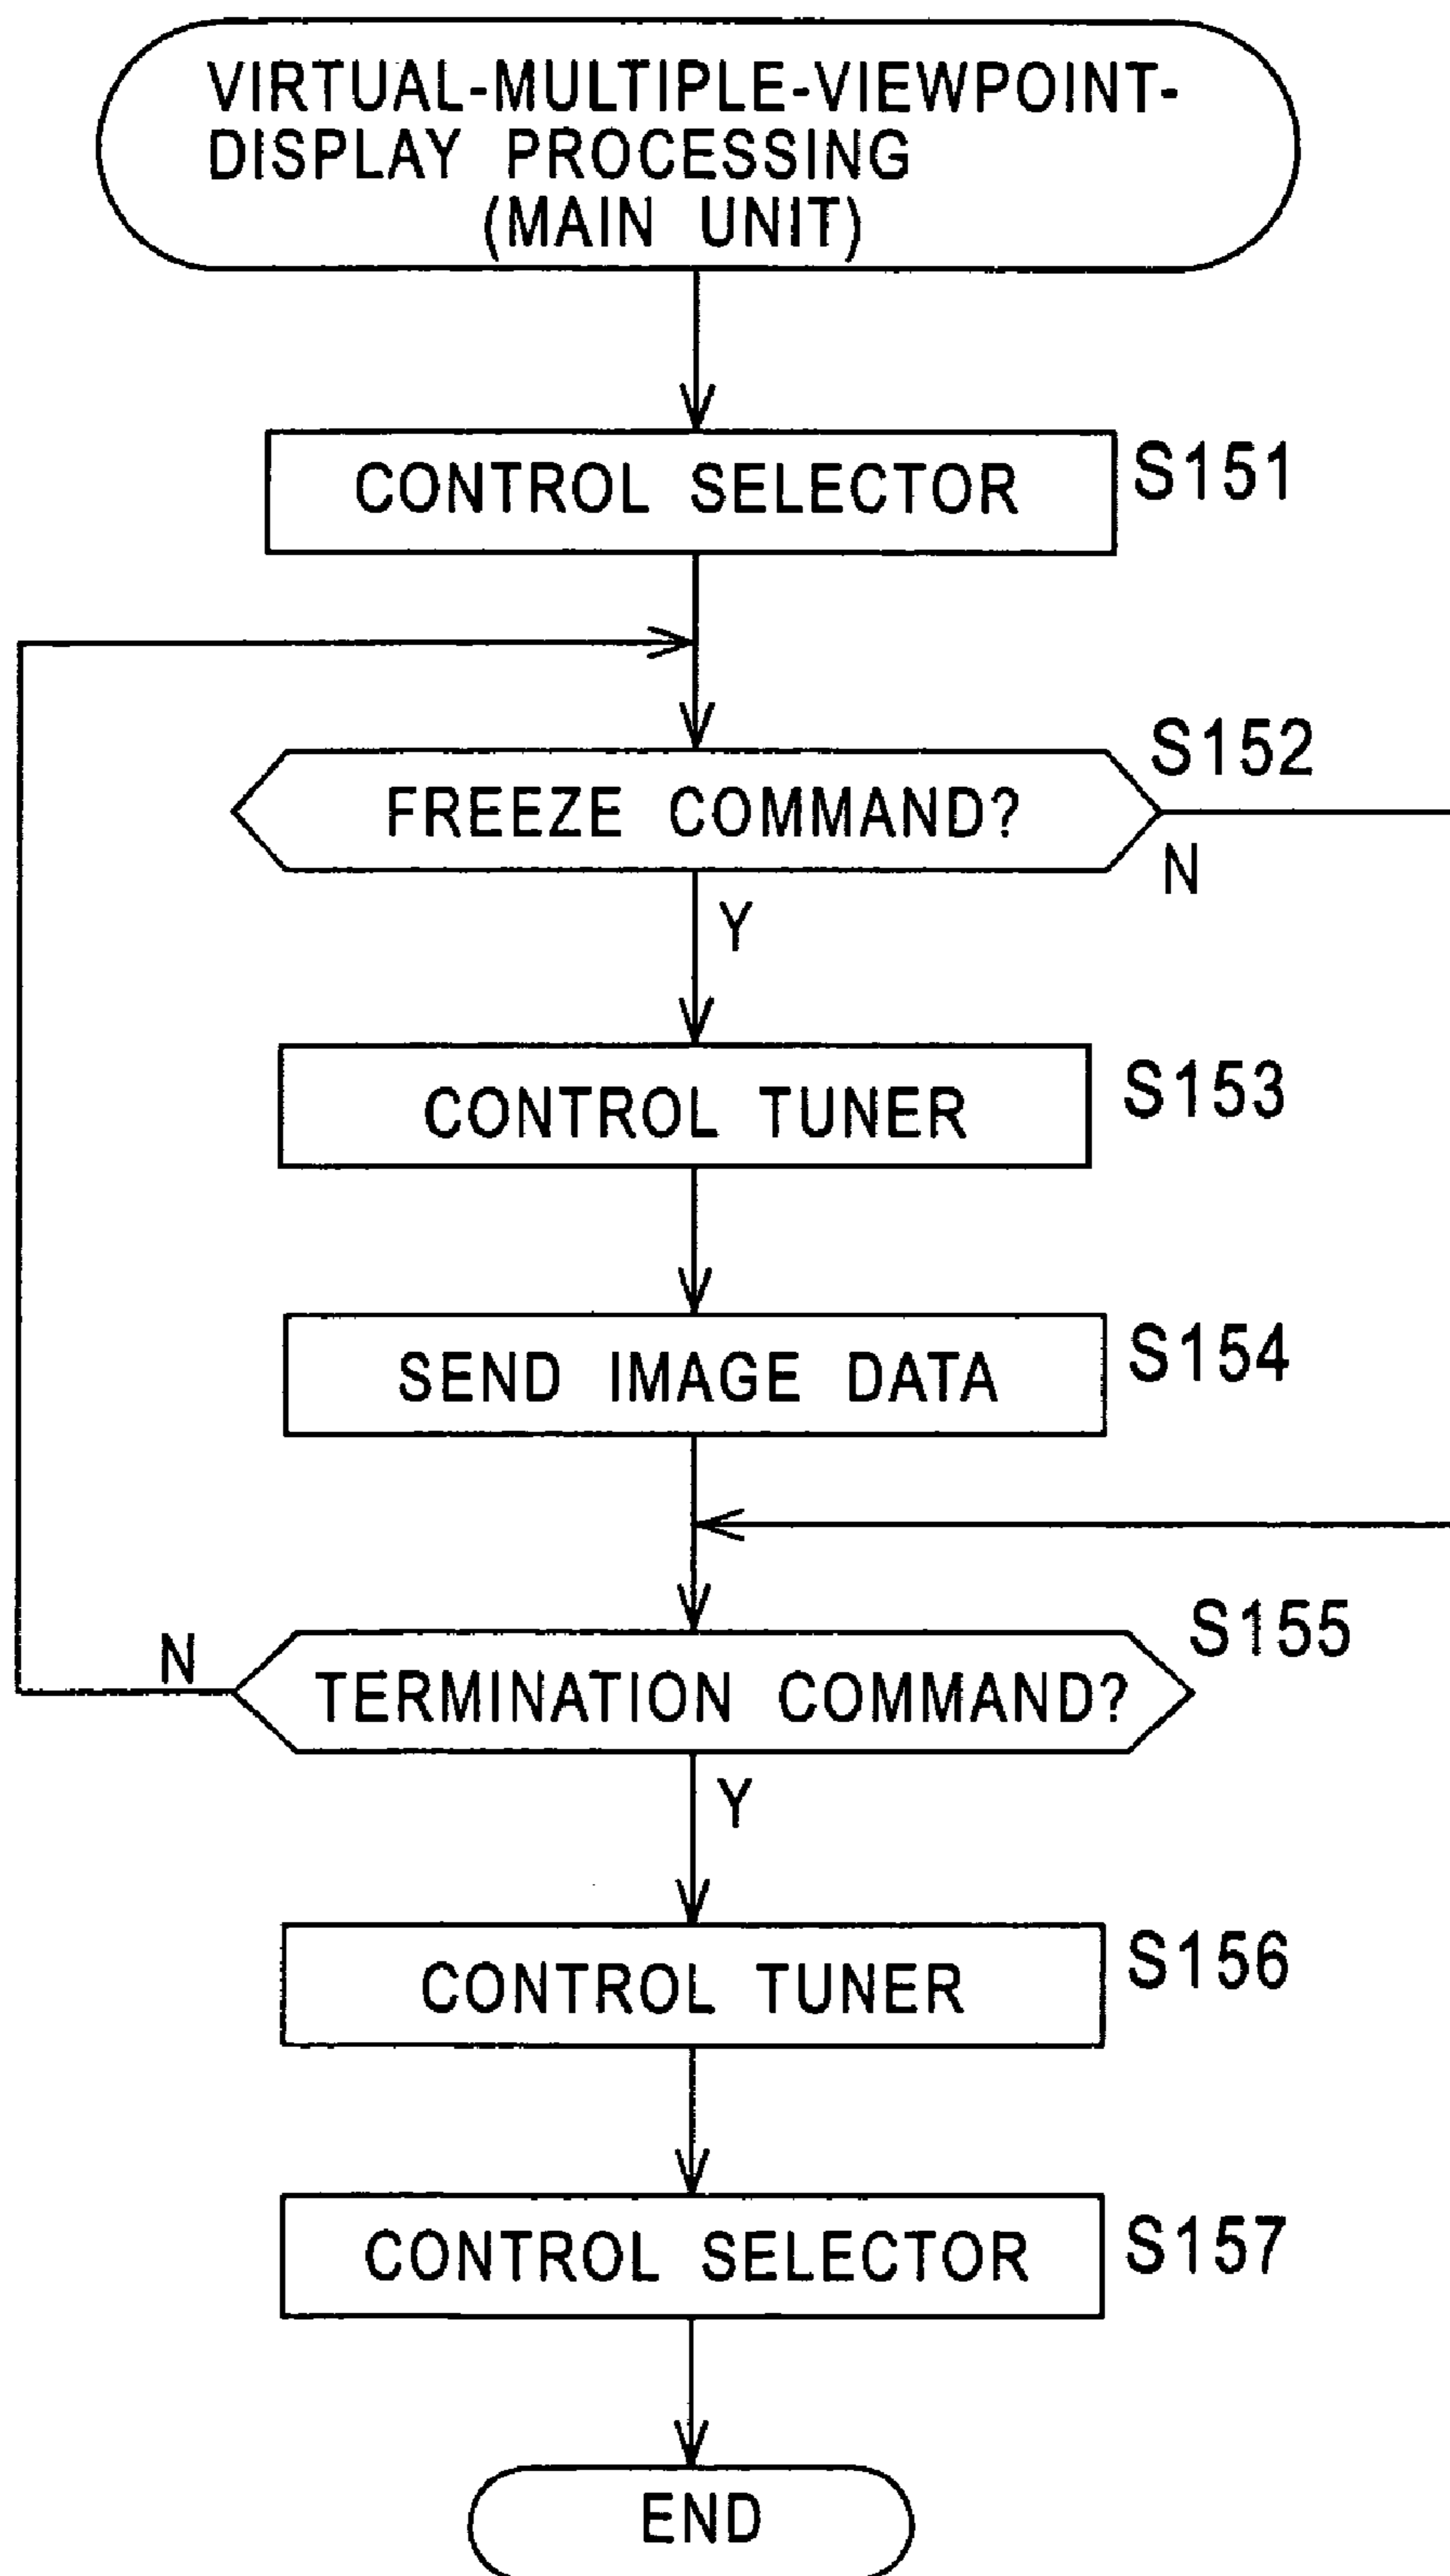 VIRTUAL-MULTIPLE-VIEWPOINT-
DISPLAY PROCESSING
(MAIN UNIT)
CONTROL SELECTOR
S151
S152
FREEZE COMMAND?
N
Y
CONTROL TUNER
S153
SEND IMAGE DATA
S154
S155
N
TERMINATION COMMAND?
Y
CONTROL TUNER
S156
CONTROL SELECTOR
S157
END